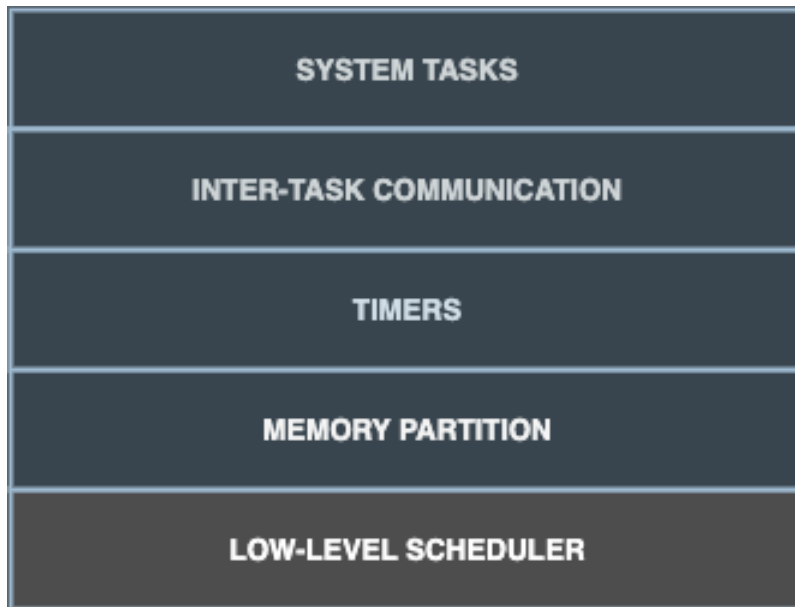 SYSTEM TASKS
INTER-TASK COMMUNICATION
TIMERS
MEMORY PARTITION
LOW-LEVEL SCHEDULER